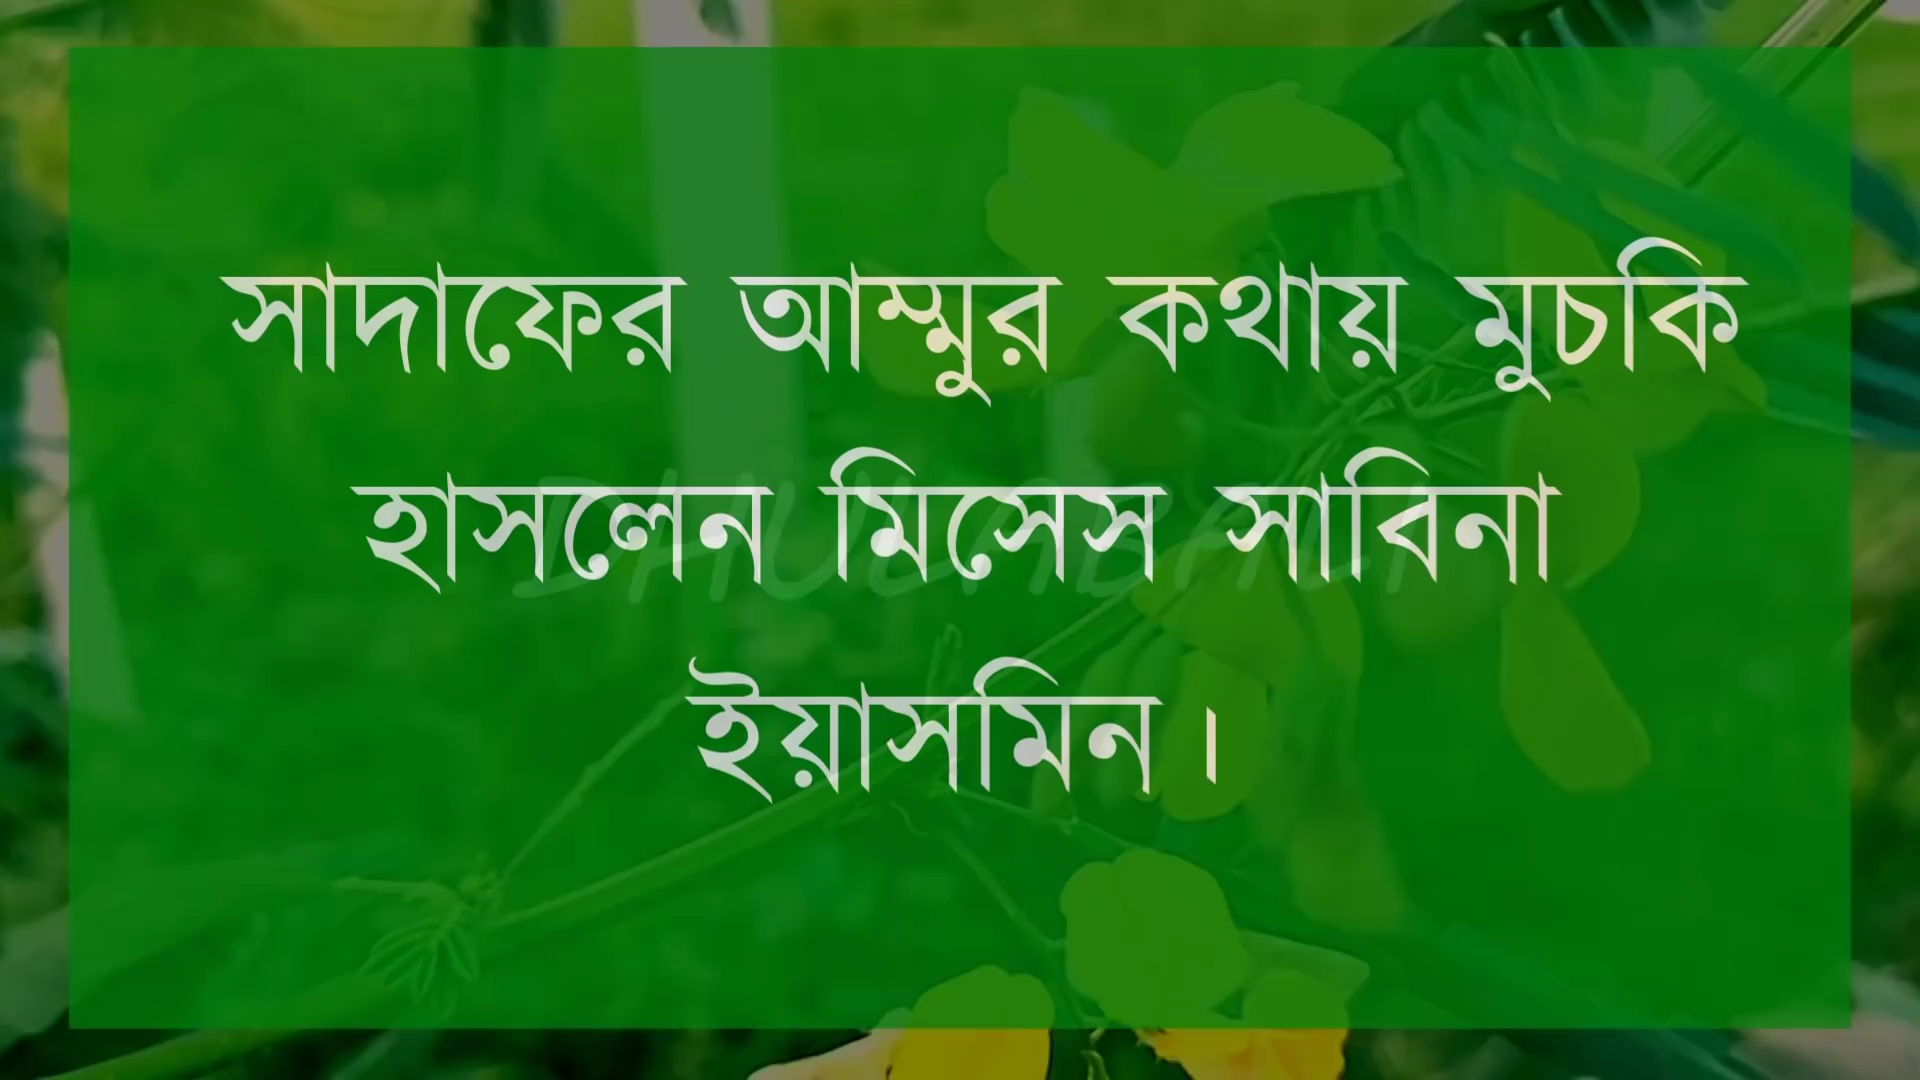 সাদাফের আম্মুর কথায় মুচকি
হাসলেন মিসেস সাবিনা
ইয়াসমিন।